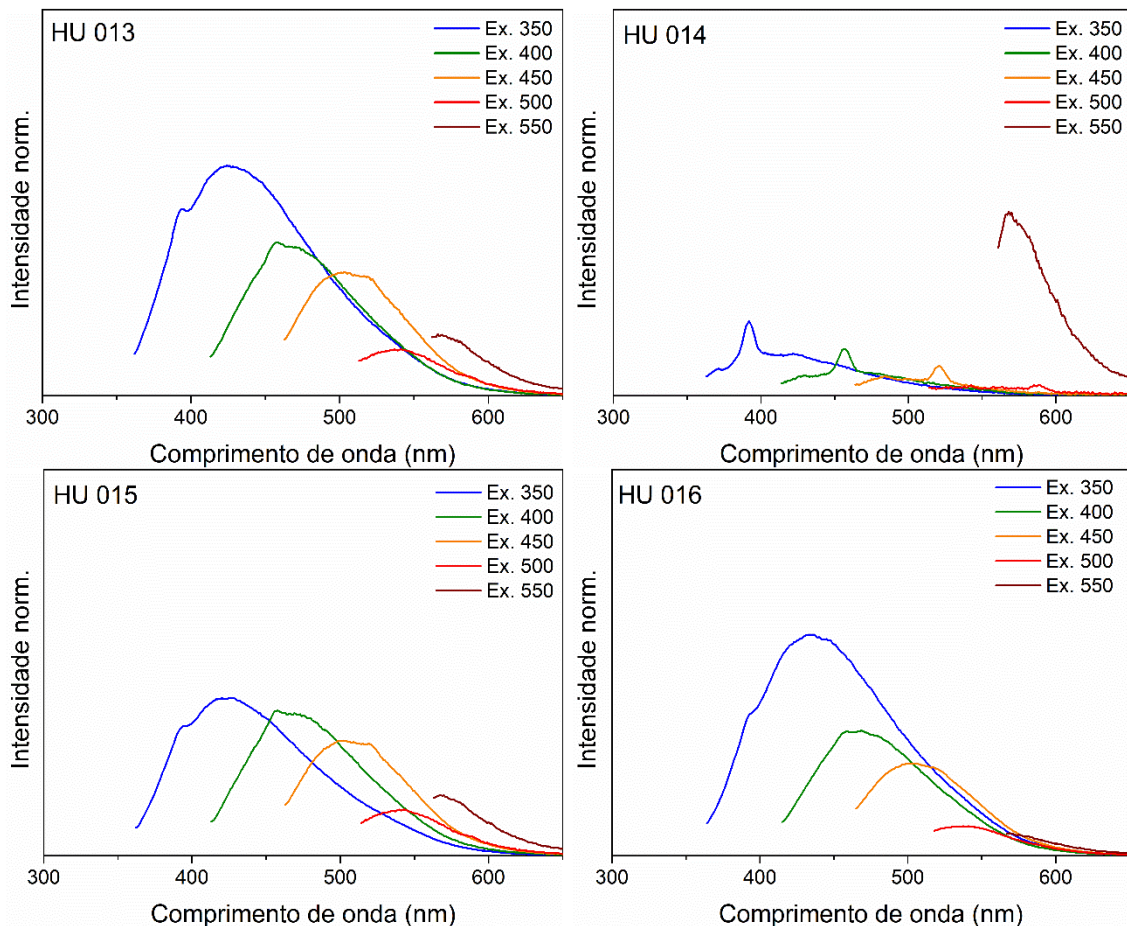 HU 013
Ex. 350
Ex. 400
Ex. 450
Ex. 500
Ex. 550
Intensidade norm.
300 400 500 600
Comprimento de onda (nm)
HU 014
Ex. 350
Ex. 400
Ex. 450
Ex. 500
Ex. 550
Intensidade norm.
300 400 500 600
Comprimento de onda (nm)
HU 015
Ex. 350
Ex. 400
Ex. 450
Ex. 500
Ex. 550
Intensidade norm.
300 400 500 600
Comprimento de onda (nm)
HU 016
Ex. 350
Ex. 400
Ex. 450
Ex. 500
Ex. 550
Intensidade norm.
300 400 500 600
Comprimento de onda (nm)